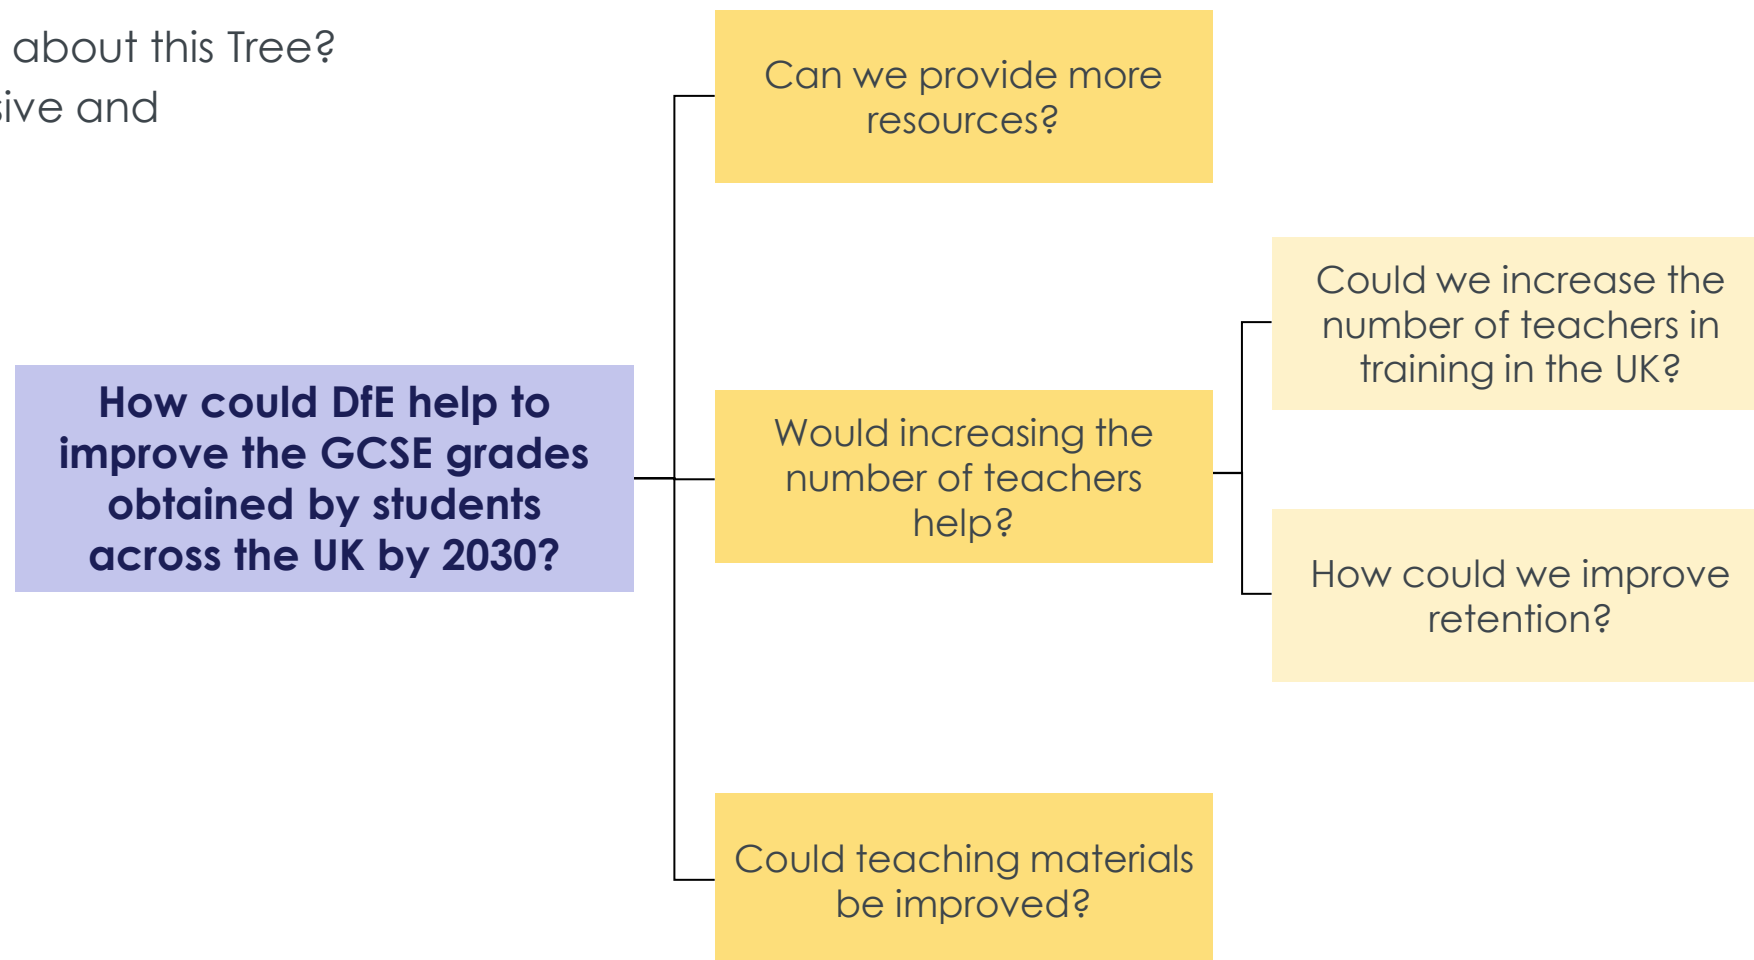 about this Tree?
sive and
Can we provide more
resources?
Could we increase the
number of teachers in
training in the UK?
How could DfE help to
improve the GCSE grades
obtained by students
across the UK by 2030?
Would increasing the
number of teachers
help?
How could we improve
retention?
Could teaching materials
be improved?